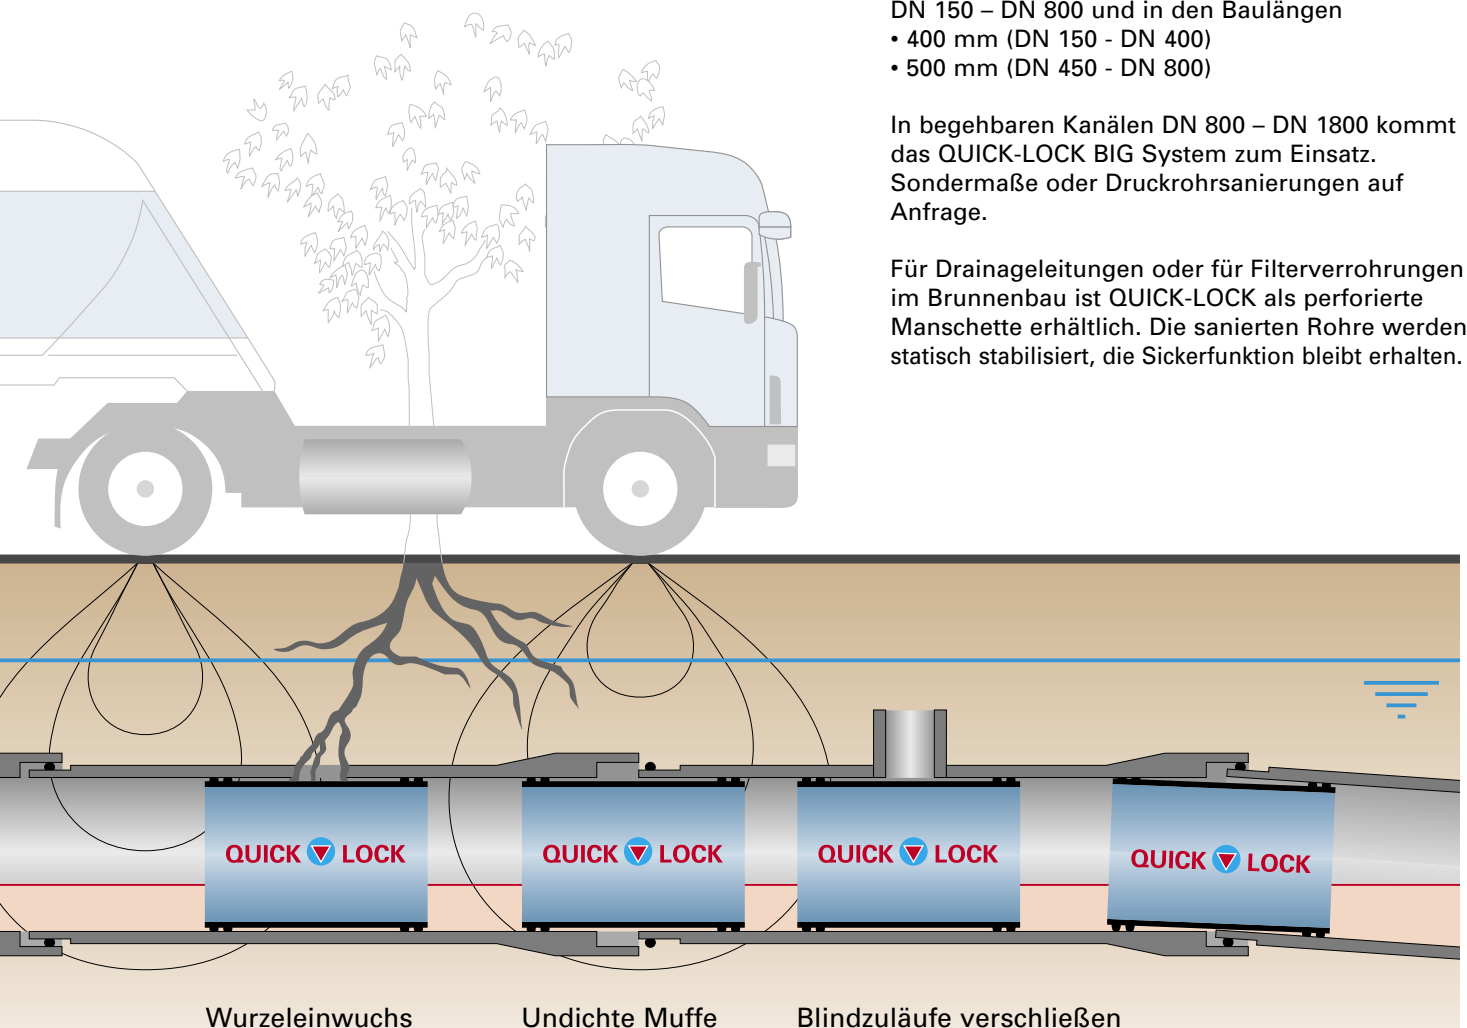 DN 150 – DN 800 und in den Baulängen
• 400 mm (DN 150 - DN 400)
• 500 mm (DN 450 - DN 800)
In begehbaren Kanälen DN 800 – DN 1800 kommt
das QUICK-LOCK BIG System zum Einsatz.
Sondermaße oder Druckrohrsanierungen auf
Anfrage.
Für Drainageleitungen oder für Filterverrohrungen
im Brunnenbau ist QUICK-LOCK als perforierte
Manschette erhältlich. Die sanierten Rohre werden
statisch stabilisiert, die Sickerfunktion bleibt erhalten.
QUICK LOCK
QUICK LOCK
QUICK LOCK
QUICK LOCK
Wurzeleinwuchs
Undichte Muffe
Blindzuläufe verschließen